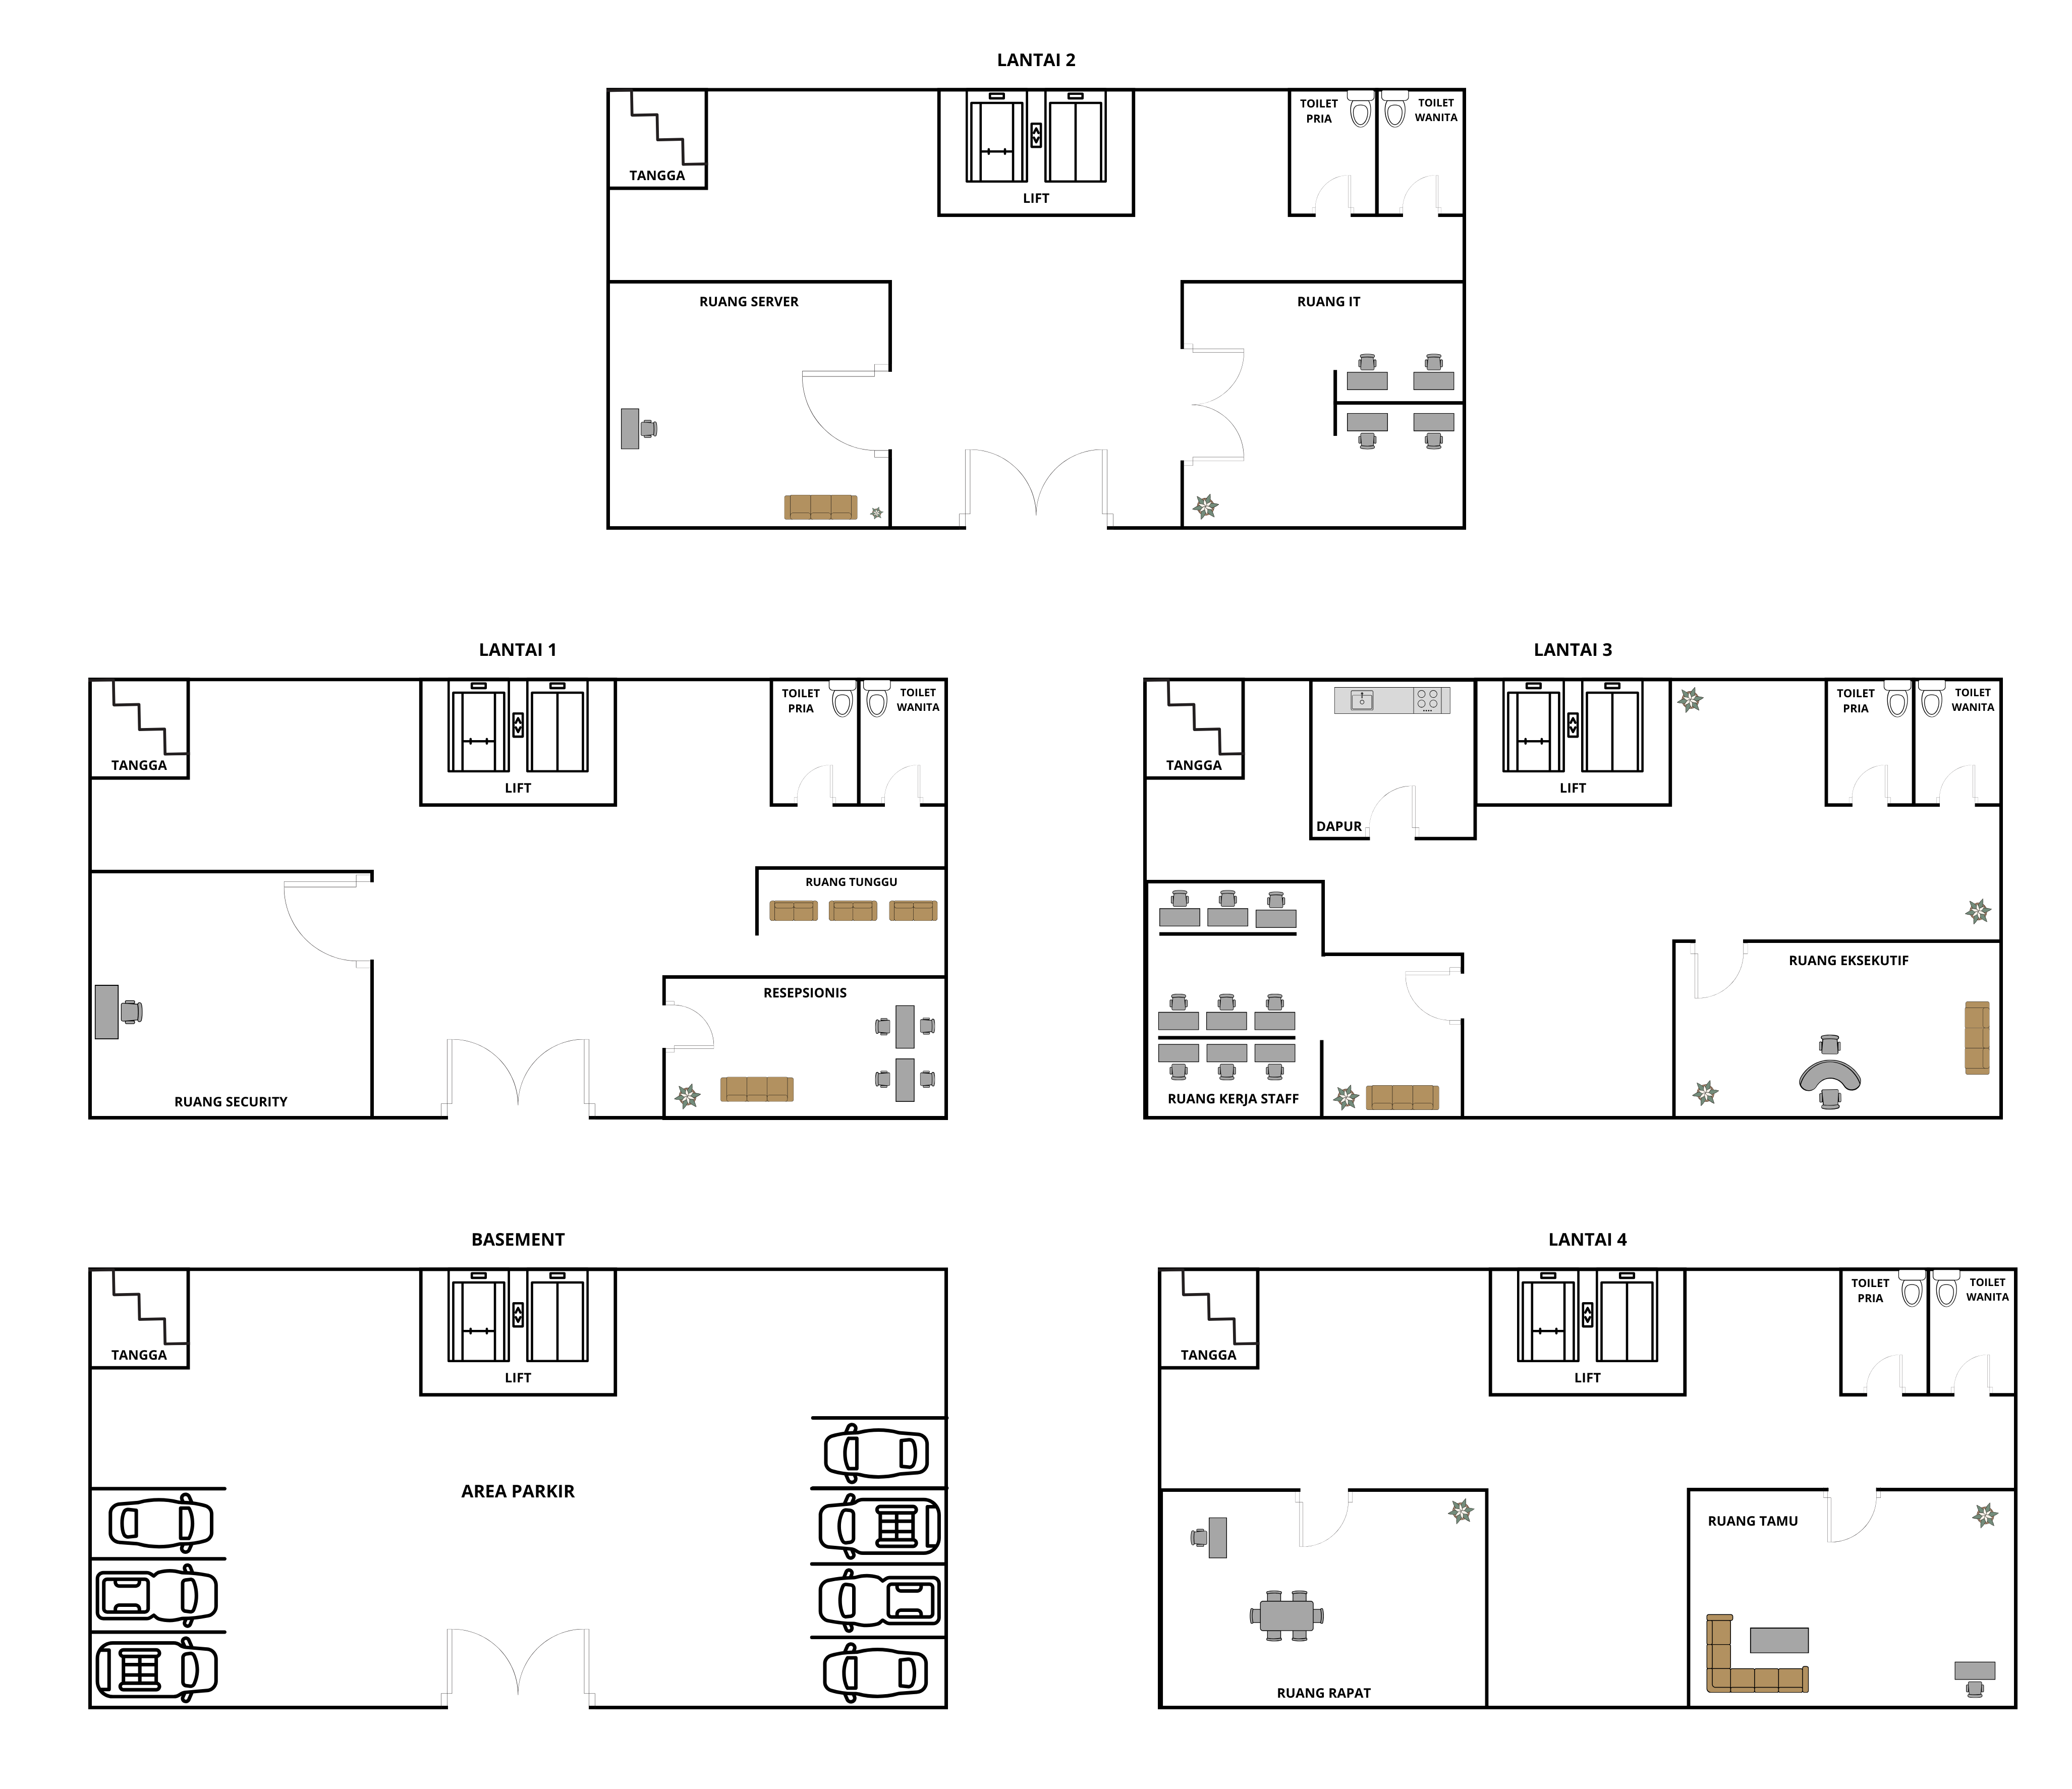 LANTAI 2
TOILET
PRIA
TOILET
WANITA
TANGGA
LIFT
RUANG SERVER
RUANG IT
LANTAI 1
TOILET
PRIA
TOILET
WANITA
TANGGA
LIFT
RUANG TUNGGU
RESEPSIONIS
RUANG SECURITY
LANTAI 3
TOILET
PRIA
TOILET
WANITA
TANGGA
LIFT
DAPUR
RUANG EKSEKUTIF
RUANG KERJA STAFF
BASEMENT
TANGGA
LIFT
AREA PARKIR
LANTAI 4
TOILET
PRIA
TOILET
WANITA
TANGGA
LIFT
RUANG TAMU
RUANG RAPAT